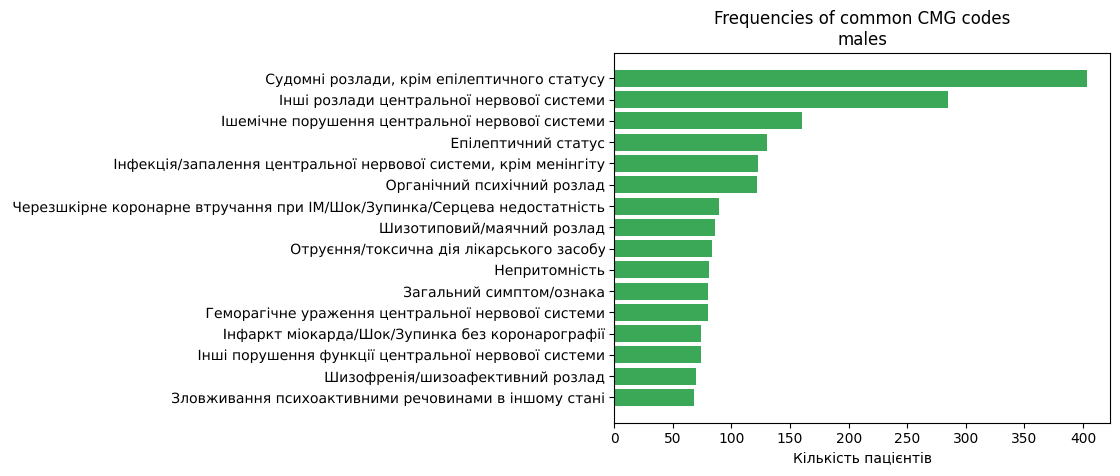 Frequencies of common CMG codes
males
Судомні розлади, крім епілептичного статусу
Інші розлади центральної нервової системи
Ішемічне порушення центральної нервової системи
Епілептичний статус
Інфекція/запалення центральної нервової системи, крім менінгіту
Органічний психічний розлад
Черезшкірне коронарне втручання при ІМ/Шок/Зупинка/Серцева недостатність
Шизотиповий/маячний розлад
Отруєння/токсична дія лікарського засобу
Непритомність
Загальний симптом/ознака
Геморагічне ураження центральної нервової системи
Інфаркт міокарда/Шок/Зупинка без коронарографії
Інші порушення функції центральної нервової системи
Шизофренія/шизоафективний розлад
Зловживання психоактивними речовинами в іншому стані
0 50 100 150 200 250 300 350 400
Кількість пацієнтів